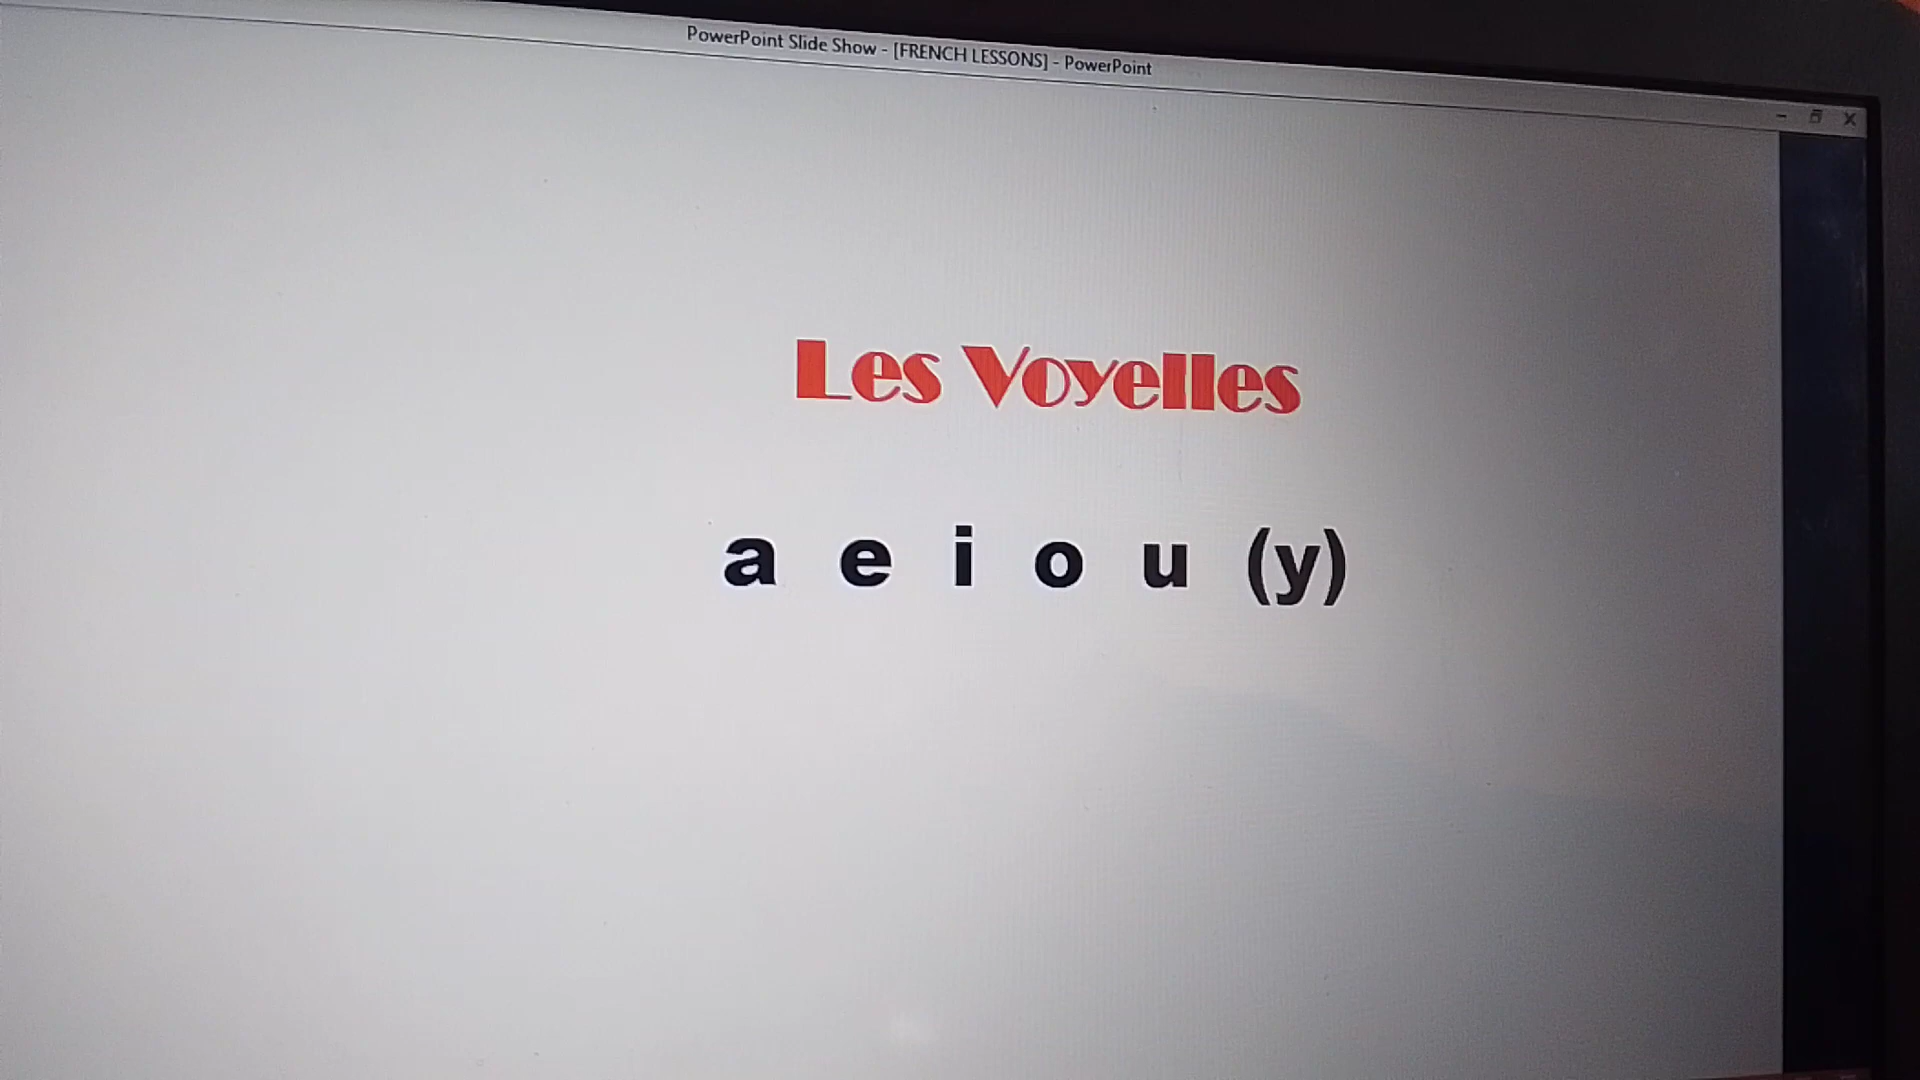 PowerPoint Slide Show - [FRENCH LESSONS] - PowerPoint
Les Voyelles
a e i o u (y)